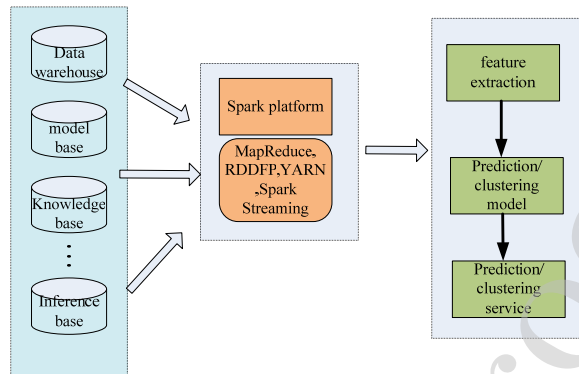 Data
warehouse
model
base
Knowledge
base
Inference
base
Spark platform
MapReduce,
RDDFP,YARN
,Spark
Streaming
feature
extraction
Prediction/
clustering
model
Prediction/
clustering
service